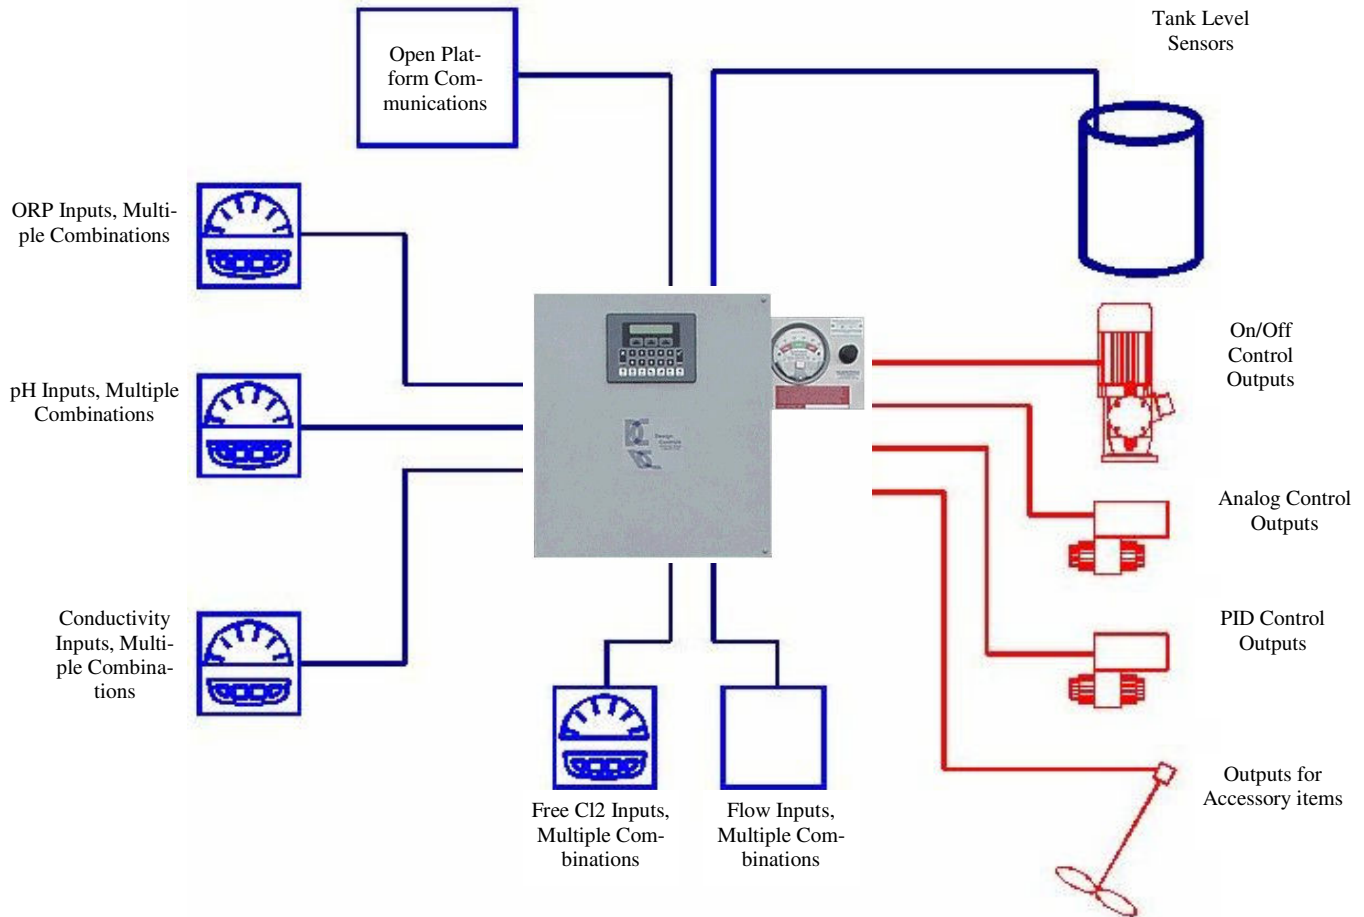 Tank Level
Sensors
Open Plat-
form Com-
munications
ORP Inputs, Multi-
ple Combinations
On/Off
Control
Outputs
pH Inputs, Multiple
Combinations
Design
Controls
Analog Control
Outputs
Conductivity
Inputs, Multi-
ple Combina-
tions
PID Control
Outputs
Outputs for
Accessory items
Free Cl2 Inputs,
Multiple Com-
binations
Flow Inputs,
Multiple Com-
binations